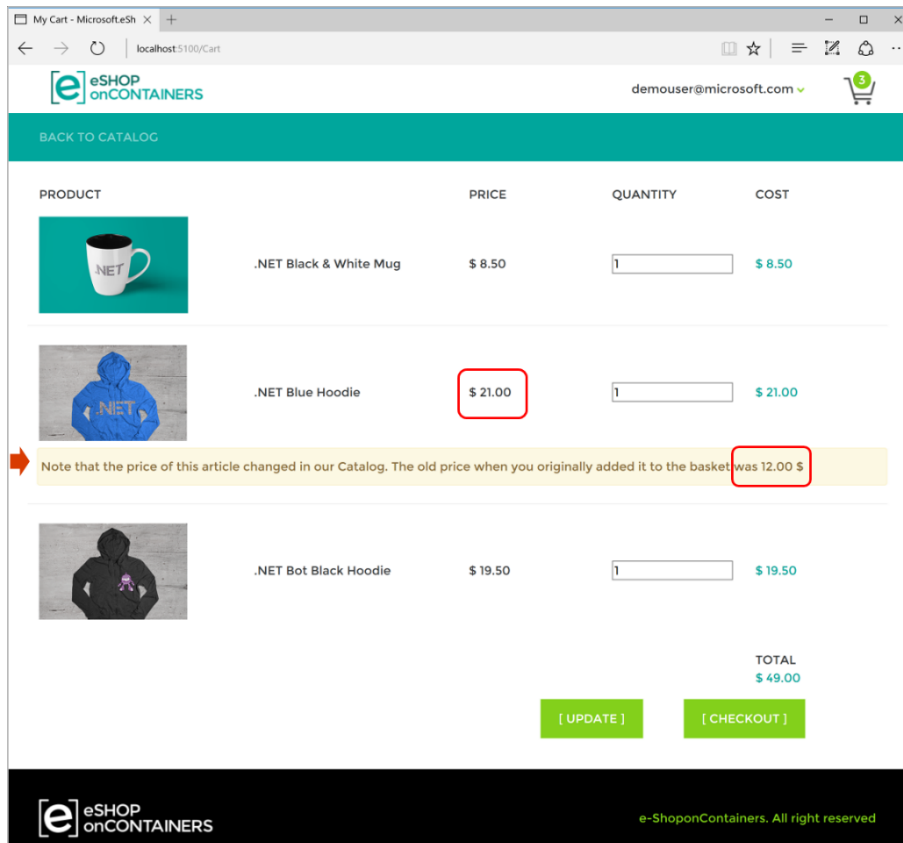 My Cart - Microsoft.eSh
localhost:5100/Cart
eSHOP
onCONTAINERS
demouser@microsoft.com
3
BACK TO CATALOG
PRODUCT PRICE QUANTITY COST
.NET
.NET Black & White Mug $ 8.50 1 $ 8.50
.NET
.NET Blue Hoodie $ 21.00 1 $ 21.00
Note that the price of this article changed in our Catalog. The old price when you originally added it to the basket was 12.00 $
.NET Bot Black Hoodie $ 19.50 1 $ 19.50
TOTAL
$ 49.00
[ UPDATE ] [ CHECKOUT ]
eSHOP
onCONTAINERS
e-ShoponContainers. All right reserved